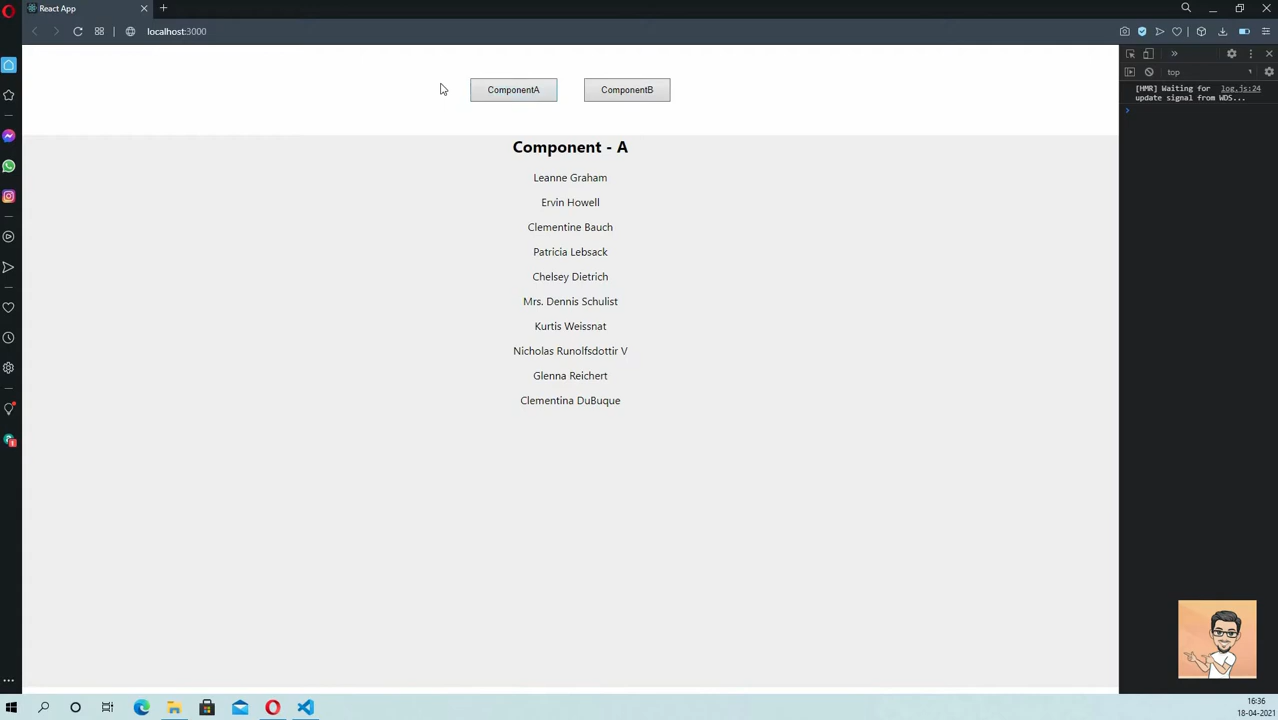 React App
localhost:3000
ComponentA
ComponentB
top
[HMR] Waiting for log.js:24
update signal from WDS...
Component - A
Leanne Graham
Ervin Howell
Clementine Bauch
Patricia Lebsack
Chelsey Dietrich
Mrs. Dennis Schulist
Kurtis Weissnat
Nicholas Runolfsdottir V
Glenna Reichert
Clementina DuBuque
16:36
18-04-2021